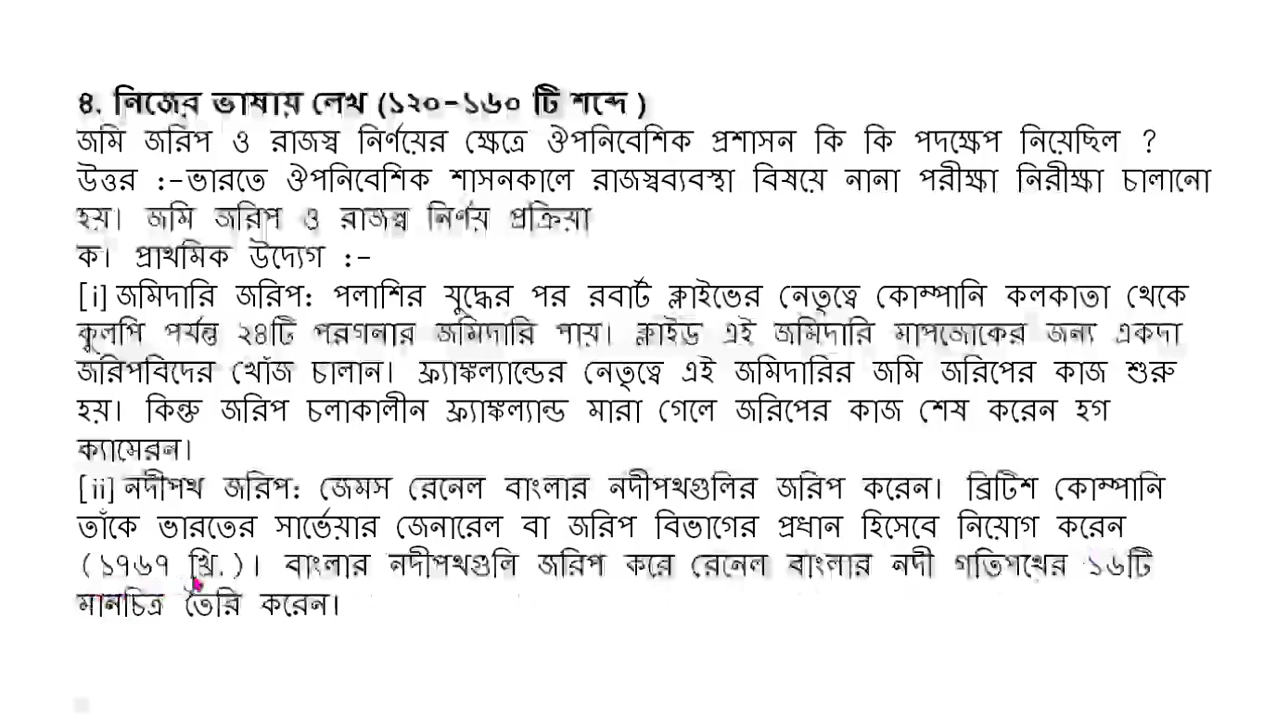 ৪. নিজের ভাষায় লেখ (১২০-১৬০ টি শব্দে )
জমি জরিপ ও রাজস্ব নির্ণয়ের ক্ষেত্রে ঔপনিবেশিক প্রশাসন কি কি পদক্ষেপ নিয়েছিল ?
উত্তর :-ভারতে ঔপনিবেশিক শাসনকালে রাজস্বব্যবস্থা বিষয়ে নানা পরীক্ষা নিরীক্ষা চালানো
হয়। জমি জরিপ ও রাজস্ব নির্ণয় প্রক্রিয়া
ক। প্রাথমিক উদ্যেগ :-
[i] জমিদারি জরিপ: পলাশির যুদ্ধের পর রবার্ট ক্লাইভের নেতৃত্বে কোম্পানি কলকাতা থেকে
কুলপি পর্যন্ত ২৪টি পরগনার জমিদারি পায়। ক্লাইভ এই জমিদারি মাপজোকের জন্য একদা
জরিপবিদের খোঁজ চালান। ফ্র্যাঙ্কল্যান্ডের নেতৃত্বে এই জমিদারির জমি জরিপের কাজ শুরু
হয়। কিন্তু জরিপ চলাকালীন ফ্র্যাঙ্কল্যান্ড মারা গেলে জরিপের কাজ শেষ করেন হগ
ক্যামেরন।
[ii] নদীপথ জরিপ: জেমস রেনেল বাংলার নদীপথগুলির জরিপ করেন। ব্রিটিশ কোম্পানি
তাঁকে ভারতের সার্ভেয়ার জেনারেল বা জরিপ বিভাগের প্রধান হিসেবে নিয়োগ করেন
(১৭৬৭ খ্রি.)। বাংলার নদীপথগুলি জরিপ করে রেনেল বাংলার নদী গতিপথের ১৬টি
মানচিত্র তৈরি করেন।